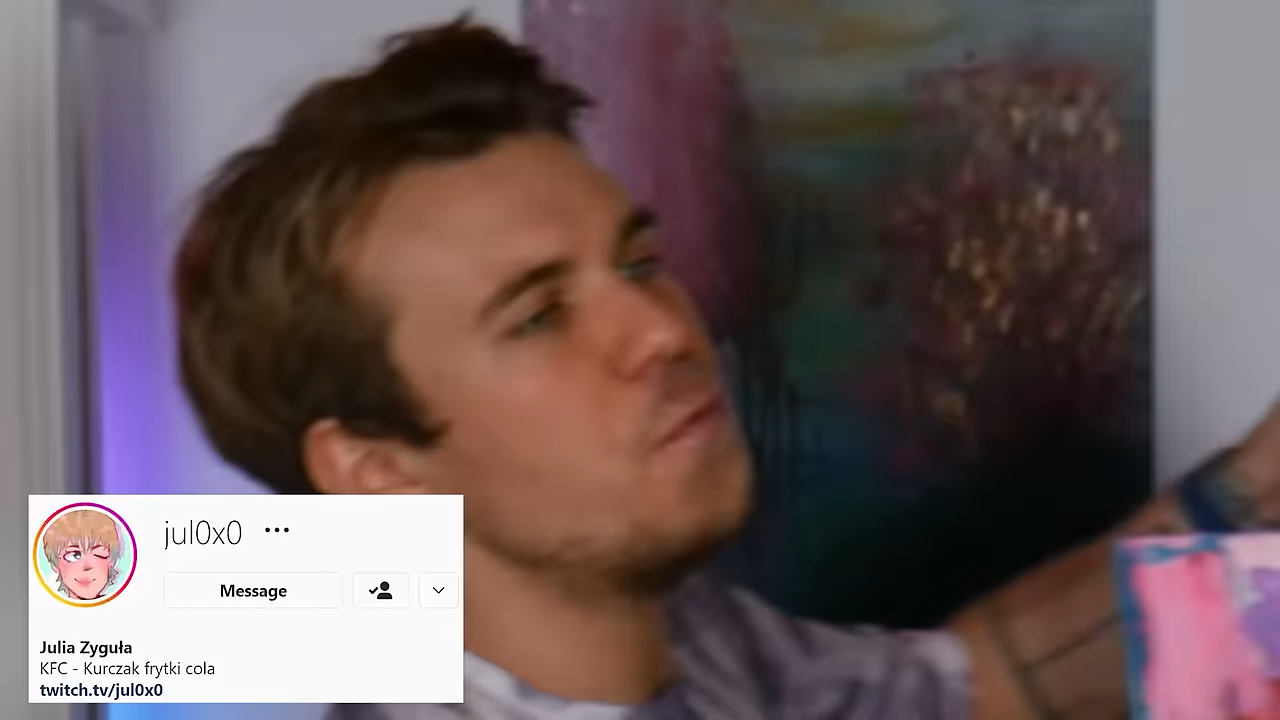 jul0x0
Message
Julia Zyguła
KFC - Kurczak frytki cola
twitch.tv/jul0x0